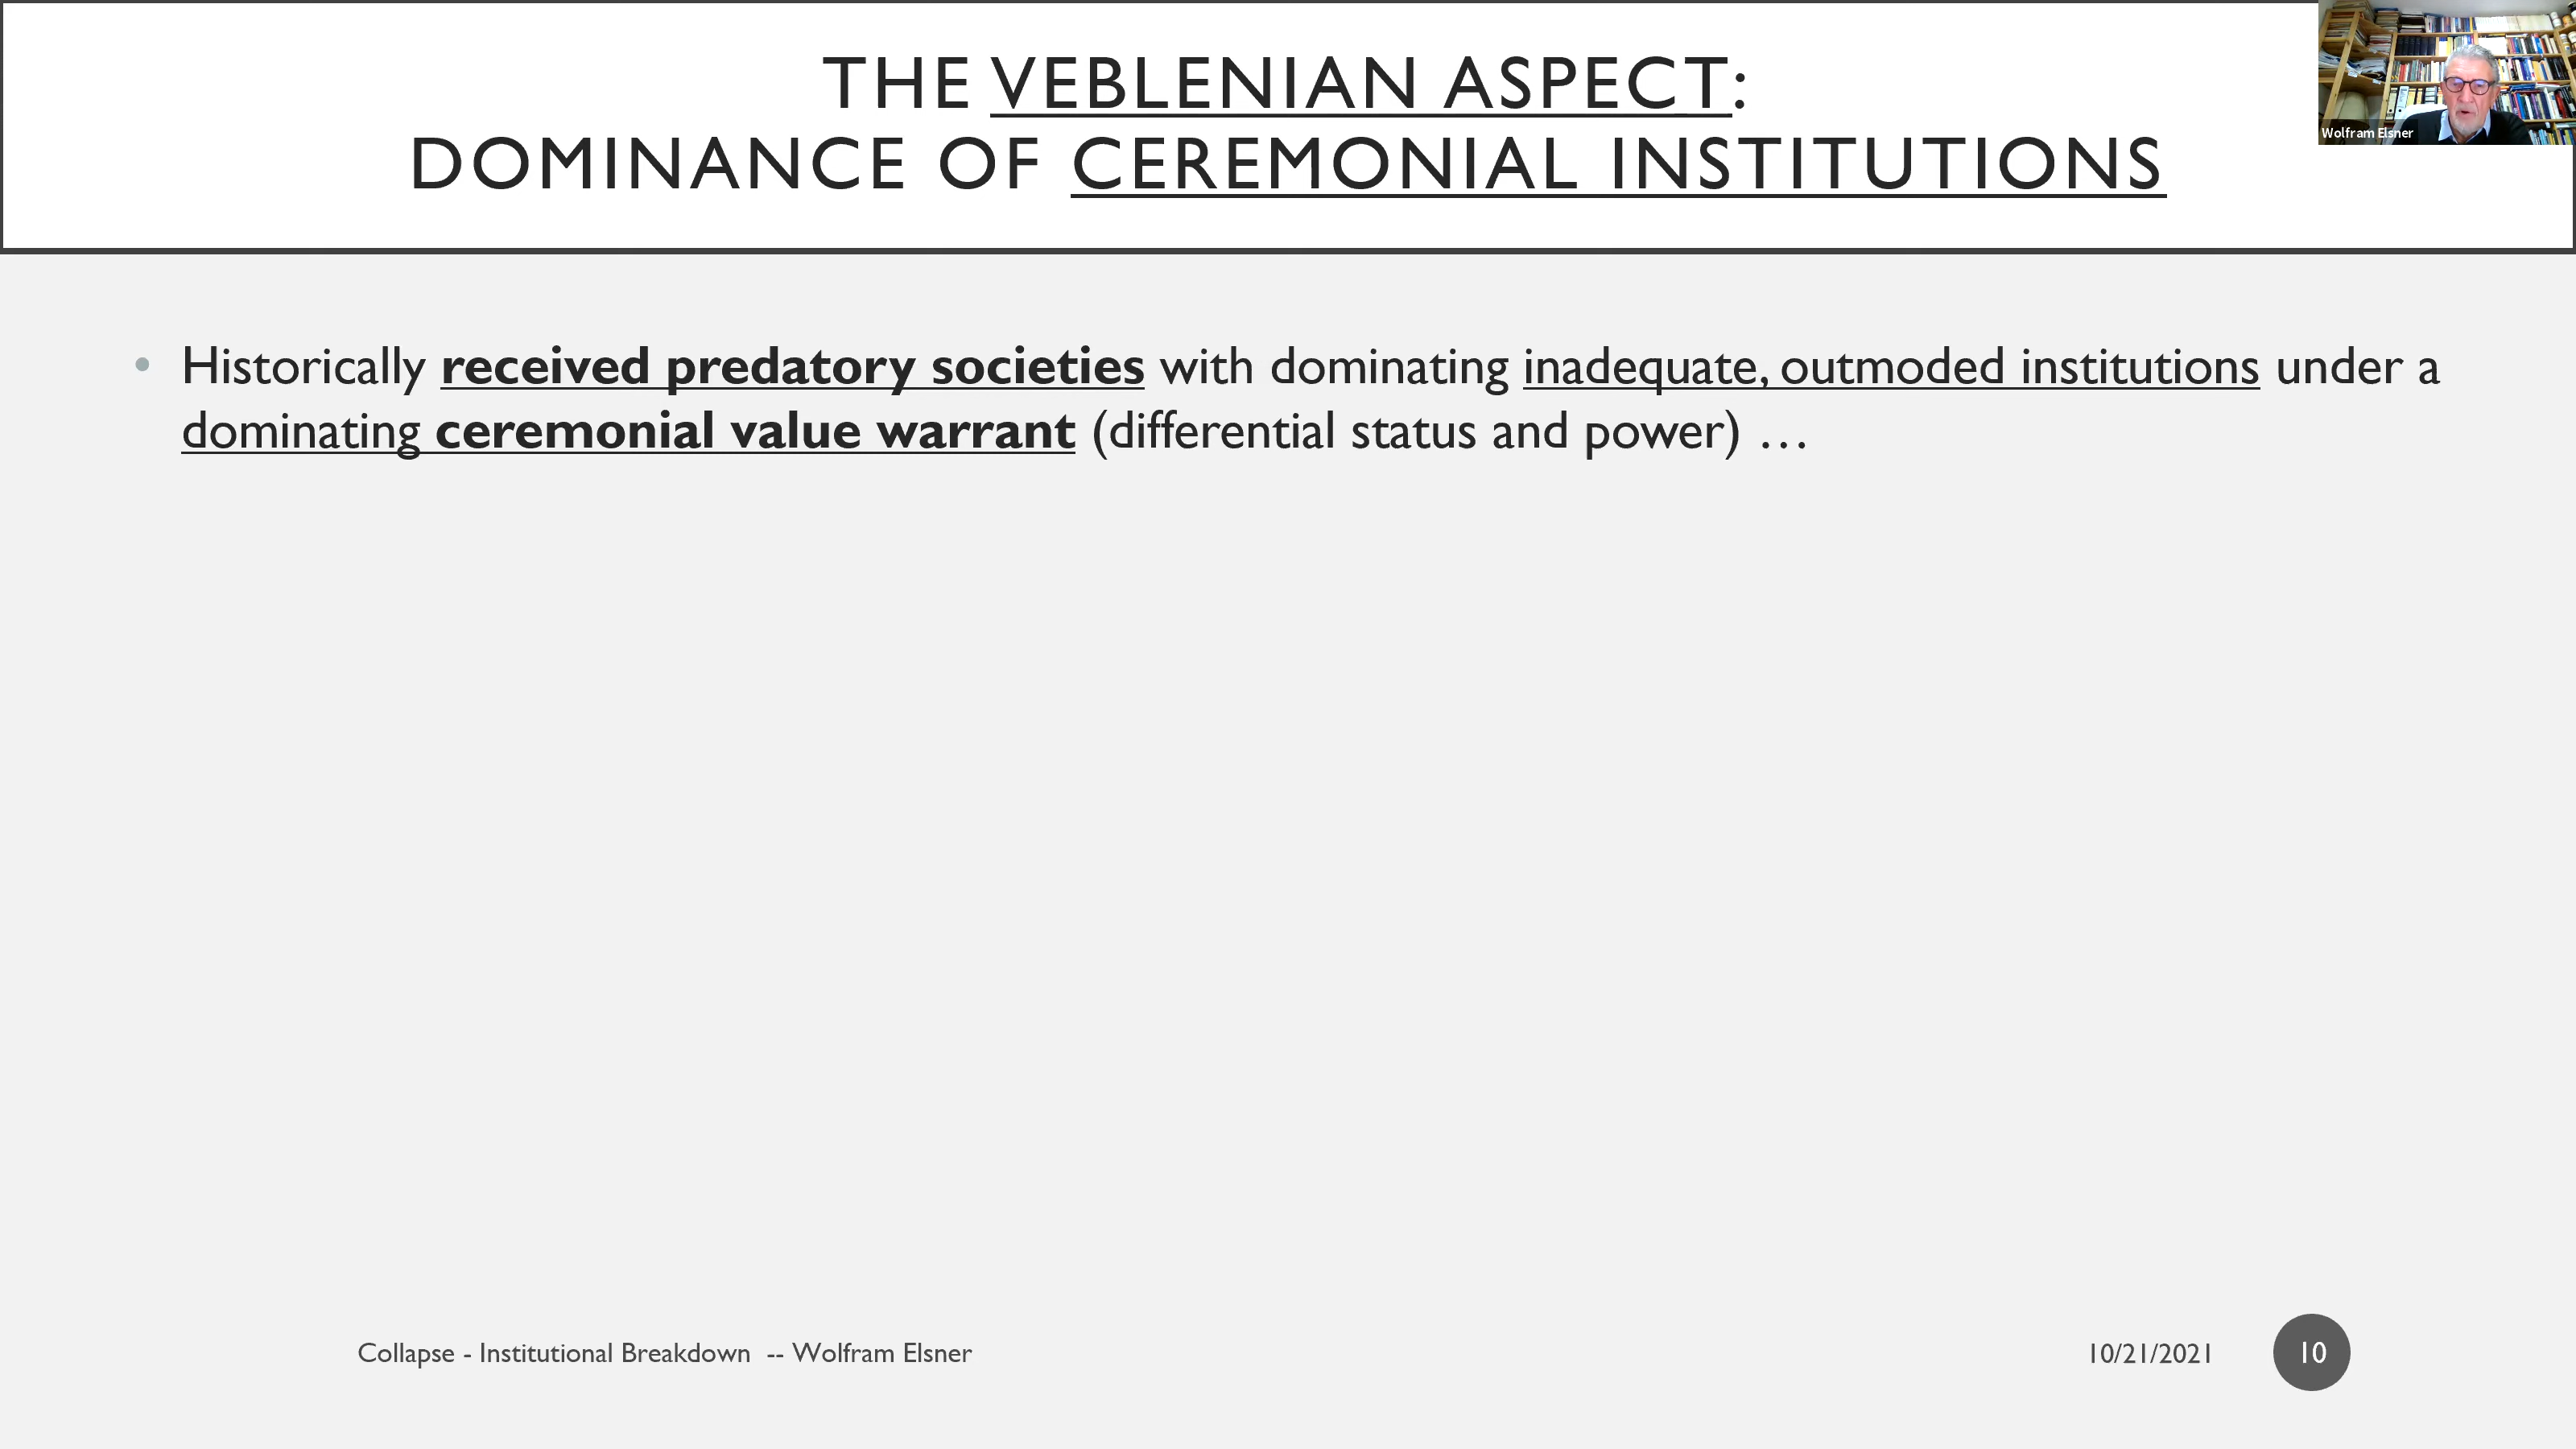 THE VEBLENIAN ASPECT:
DOMINANCE OF CEREMONIAL INSTITUTIONS
Wolfram Elsner
• Historically received predatory societies with dominating inadequate, outmoded institutions under a
dominating ceremonial value warrant (differential status and power) …
Collapse - Institutional Breakdown -- Wolfram Elsner
10/21/2021
10